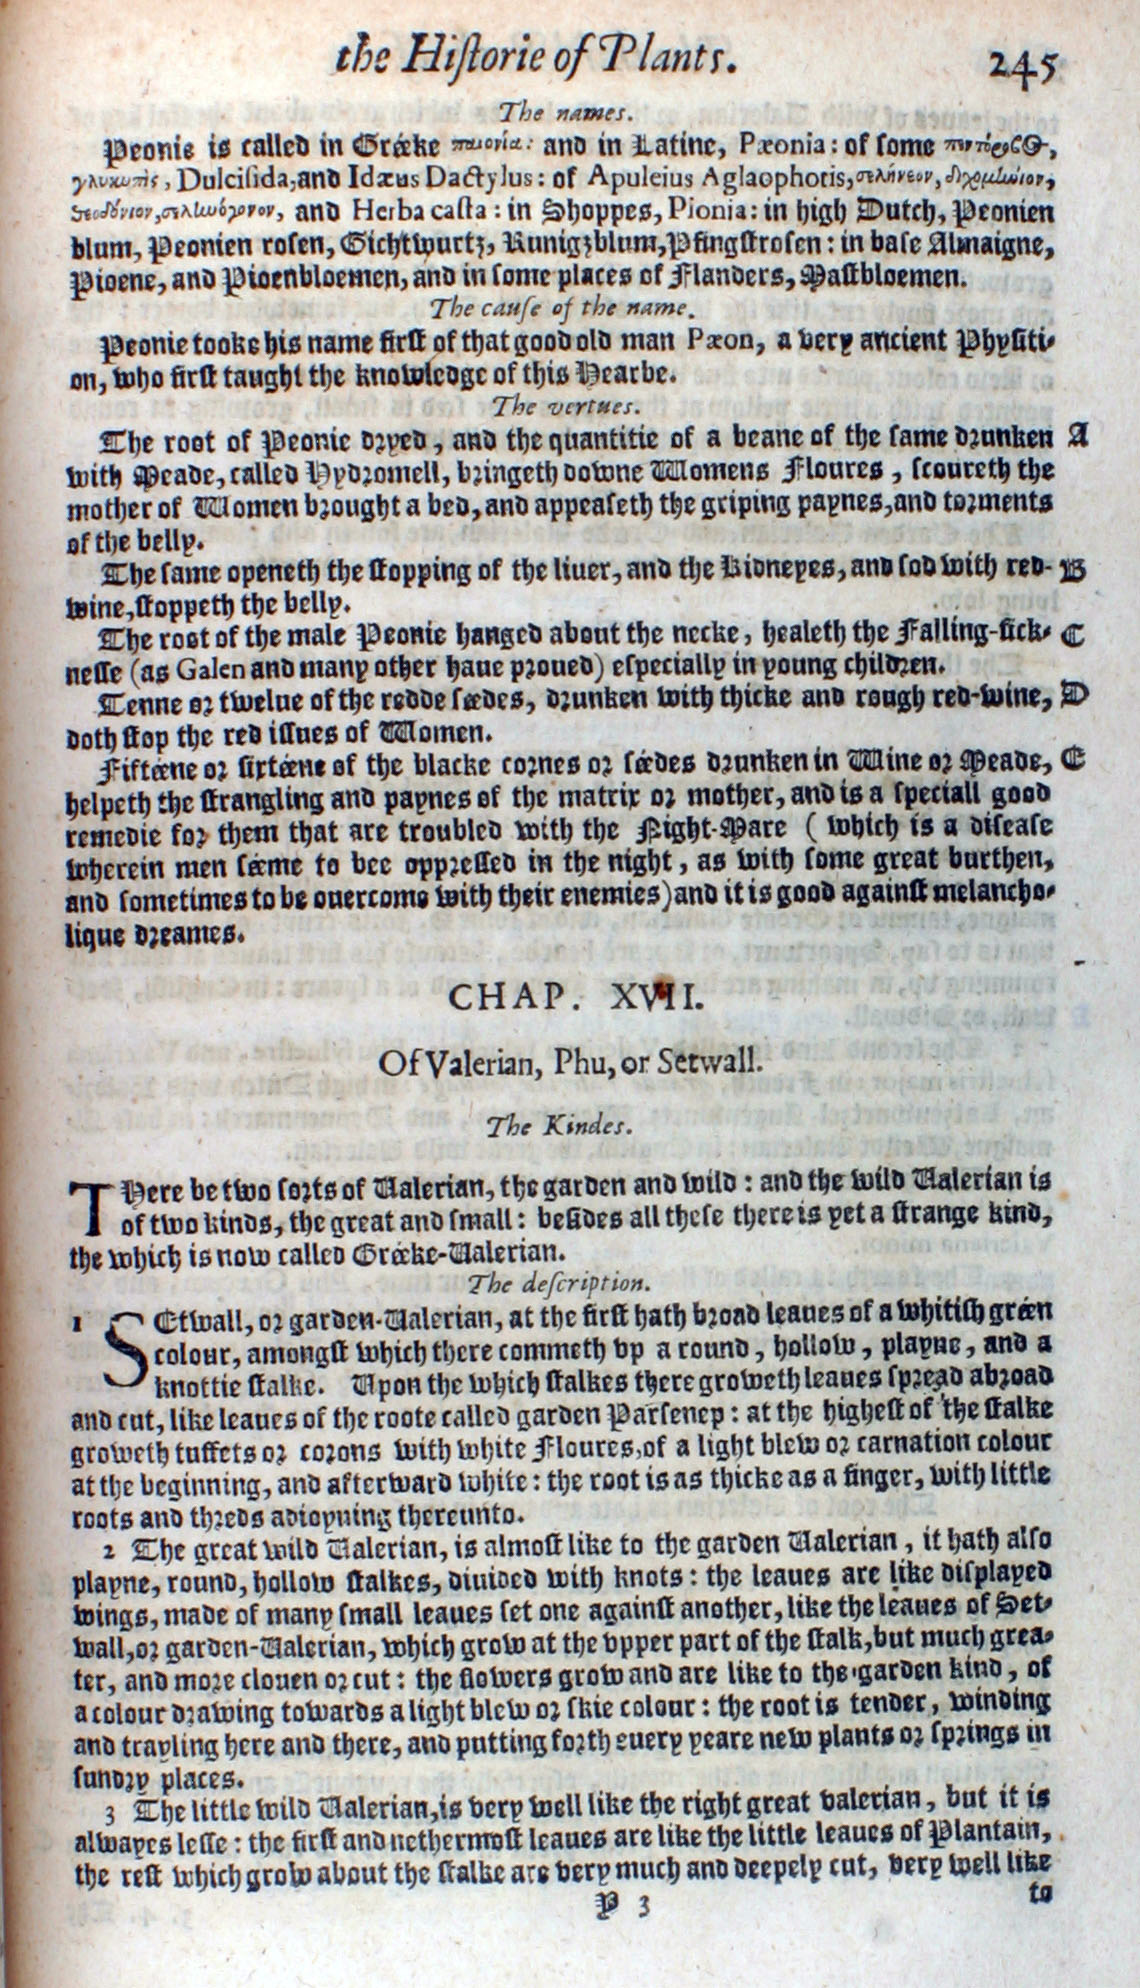 the Historie of Plants. 245
The names.
Peonie is called in Gréeke παιονία: and in Latine, Pæonia: of some
Dulcisida, and Idæus Dactylus: of Apuleius Aglaophotis,
and Herba casta: in Shoppes, Pionia: in high Dutch, Peonien
blum, Peonien rosen, Gichtwurtz, Kunigzblum, Pfingstrosen: in base Almaigne,
Pioene, and Pioenbloemen, and in some places of Flanders, Mastbloemen.
The cause of the name.
Peonie tooke his name first of that good old man Pæon, a very ancient Physiti-
on, who first taught the knowledge of this Hearbe.
The vertues.
The root of Peonie dryed, and the quantitie of a beane of the same drunken A
with Meade, called Hydromell, bringeth downe Womens Floures, scoureth the
mother of Women brought a bed, and appeaseth the griping paynes, and torments
of the belly.
The same openeth the stopping of the liuer, and the Kidneyes, and sod with red- B
wine, stoppeth the belly.
The root of the male Peonie hanged about the necke, healeth the Falling-sick- C
nesse (as Galen and many other haue proued) especially in young children.
Tenne or twelue of the redde séedes, drunken with thicke and rough red-wine, D
doth stop the red issues of Women.
Fiftéene or sixtéene of the blacke cornes or séedes drunken in Wine or Meade, E
helpeth the strangling and paynes of the matrix or mother, and is a speciall good
remedie for them that are troubled with the Night-Mare (which is a disease
wherein men séeme to bee oppressed in the night, as with some great burthen,
and sometimes to be ouercome with their enemies) and it is good against melancho-
lique dreames.
CHAP. XVII.
Of Valerian, Phu, or Setwall.
The Kindes.
THere be two sorts of Valerian, the garden and wild: and the wild Valerian is
of two kinds, the great and small: besides all these there is yet a strange kind,
the which is now called Gréeke-Valerian.
The description.
1 SEtwall, or garden-Valerian, at the first hath broad leaues of a whitish gréen
colour, amongst which there commeth vp a round, hollow, playne, and a
knottie stalke. Upon the which stalkes there groweth leaues spread abroad
and cut, like leaues of the roote called garden Parsenep: at the highest of the stalke
groweth tuffets or corons with white Floures, of a light blew or carnation colour
at the beginning, and afterward white: the root is as thicke as a finger, with little
roots and threds adioyning thereunto.
2 The great wild Valerian, is almost like to the garden Valerian, it hath also
playne, round, hollow stalkes, diuided with knots: the leaues are like displayed
wings, made of many small leaues set one against another, like the leaues of Set-
wall, or garden-Valerian, which grow at the vpper part of the stalk, but much grea-
ter, and more clouen or cut: the flowers grow and are like to the garden kind, of
a colour drawing towards a light blew or skie colour: the root is tender, winding
and trayling here and there, and putting forth euery yeare new plants or springs in
sundry places.
3 The little wild Valerian, is very well like the right great valerian, but it is
alwayes lesse: the first and nethermost leaues are like the little leaues of Plantain,
the rest which grow about the stalke are very much and deepely cut, very well like
P 3 to